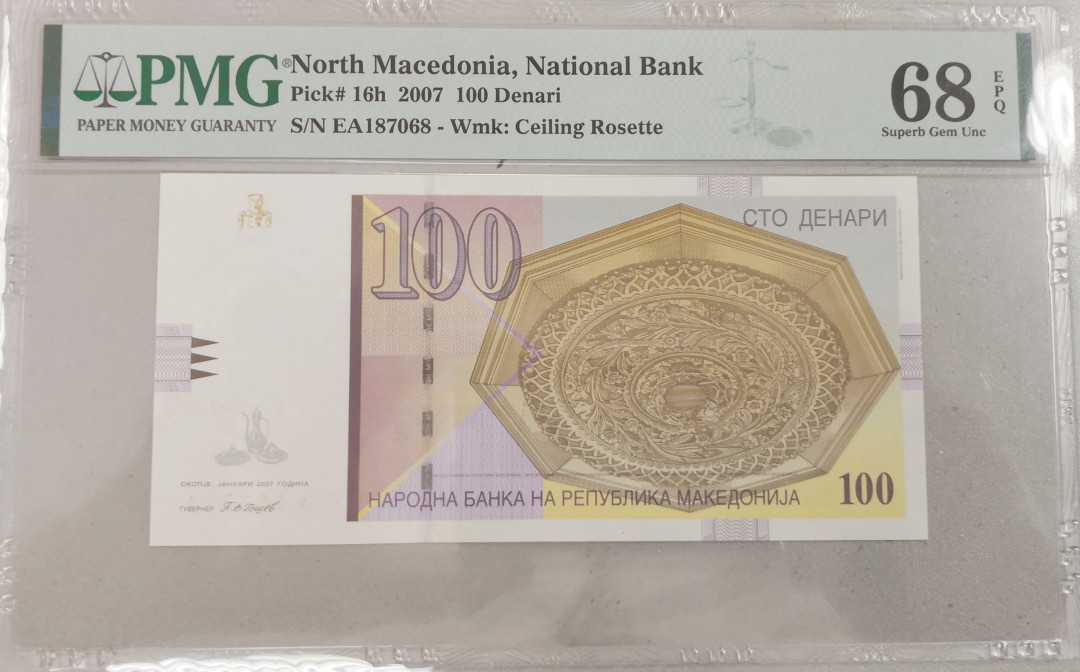 PMG® North Macedonia, National Bank
Pick# 16h 2007 100 Denari
PAPER MONEY GUARANTY S/N EA187068 - Wmk: Ceiling Rosette
68 EPQ
Superb Gem Unc
100
СТО ДЕНАРИ
СКОПЈЕ, ЈАНУАРИ 2007 ГОДИНА
ГУВЕРНЕР
НАРОДНА БАНКА НА РЕПУБЛИКА МАКЕДОНИЈА
100